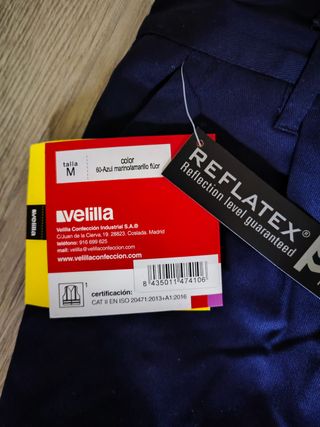 talla
M
color
60-Azul marino/amarillo flúor
velilla
Velilla Confección Industrial S.A®
C/Juan de la Cierva, 19 28823, Coslada, Madrid
teléfonos: 916 699 625
mail: velilla@velillaconfeccion.com
www.velillaconfeccion.com
8 435011 474106
1
certificación:
CAT II EN ISO 20471:2013+A1:2016
REFLATEX®
Reflection level guaranteed